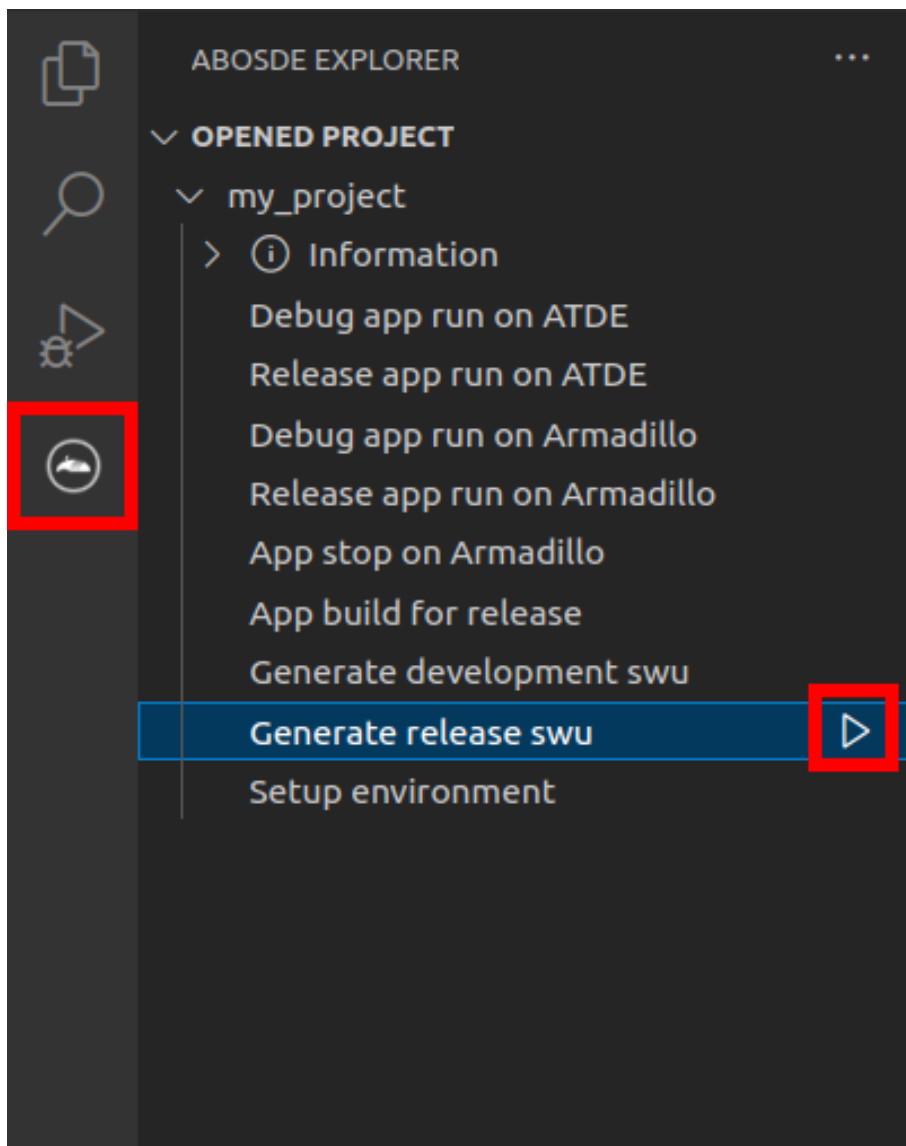 ABOSDE EXPLORER
OPENED PROJECT
my_project
Information
Debug app run on ATDE
Release app run on ATDE
Debug app run on Armadillo
Release app run on Armadillo
App stop on Armadillo
App build for release
Generate development swu
Generate release swu
Setup environment